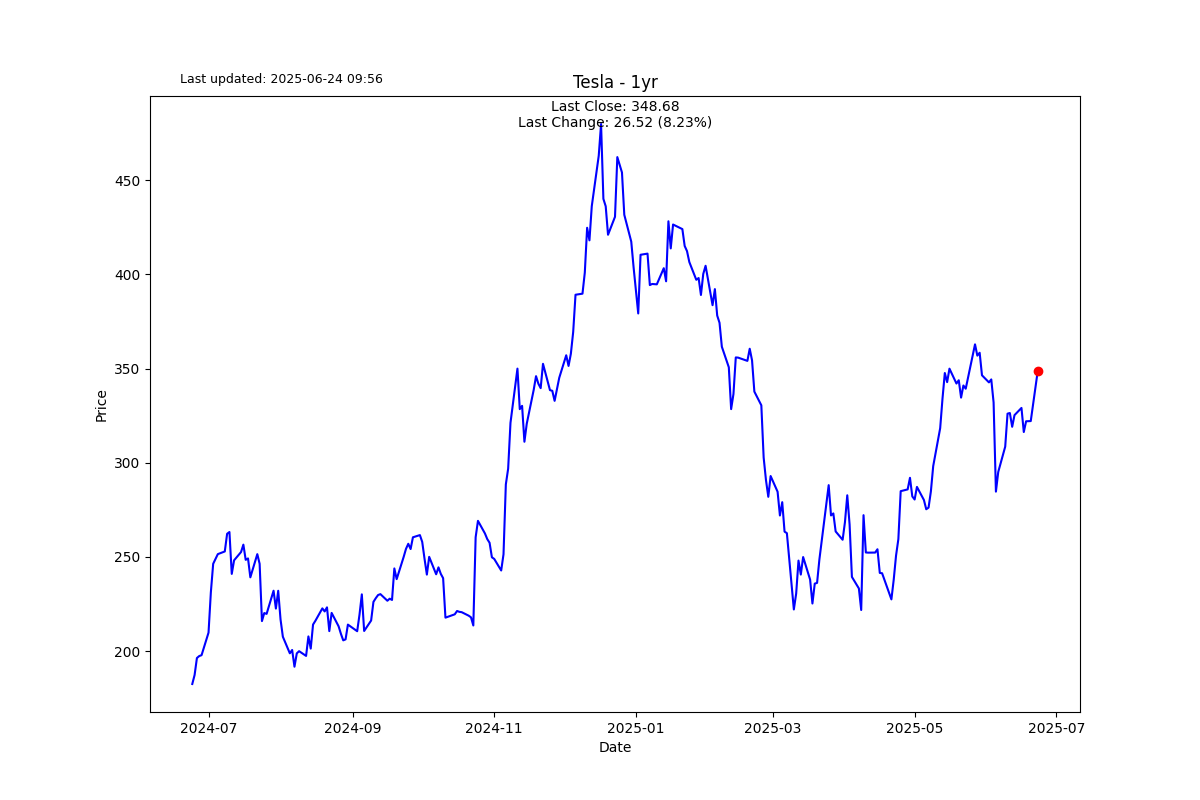 Last updated: 2025-06-24 09:56
Tesla - 1yr
Last Close: 348.68
Last Change: 26.52 (8.23%)
450
400
350
300
250
200
Price
2024-07
2024-09
2024-11
2025-01
2025-03
2025-05
2025-07
Date